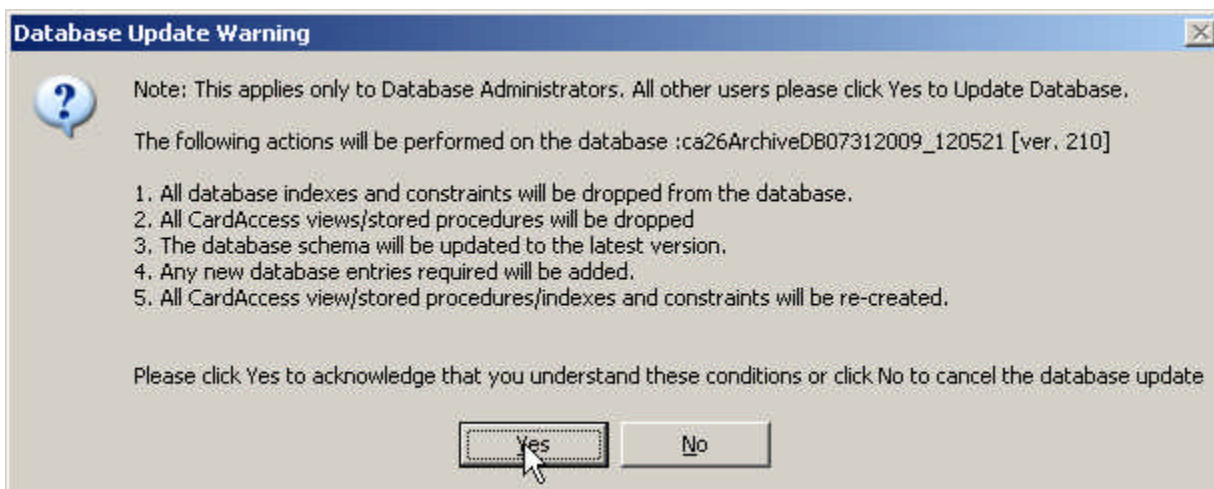 Database Update Warning
Note: This applies only to Database Administrators. All other users please click Yes to Update Database.
The following actions will be performed on the database :ca26ArchiveDB07312009_120521 [ver. 210]
1. All database indexes and constraints will be dropped from the database.
2. All CardAccess views/stored procedures will be dropped
3. The database schema will be updated to the latest version.
4. Any new database entries required will be added.
5. All CardAccess view/stored procedures/indexes and constraints will be re-created.
Please click Yes to acknowledge that you understand these conditions or click No to cancel the database update
Yes No